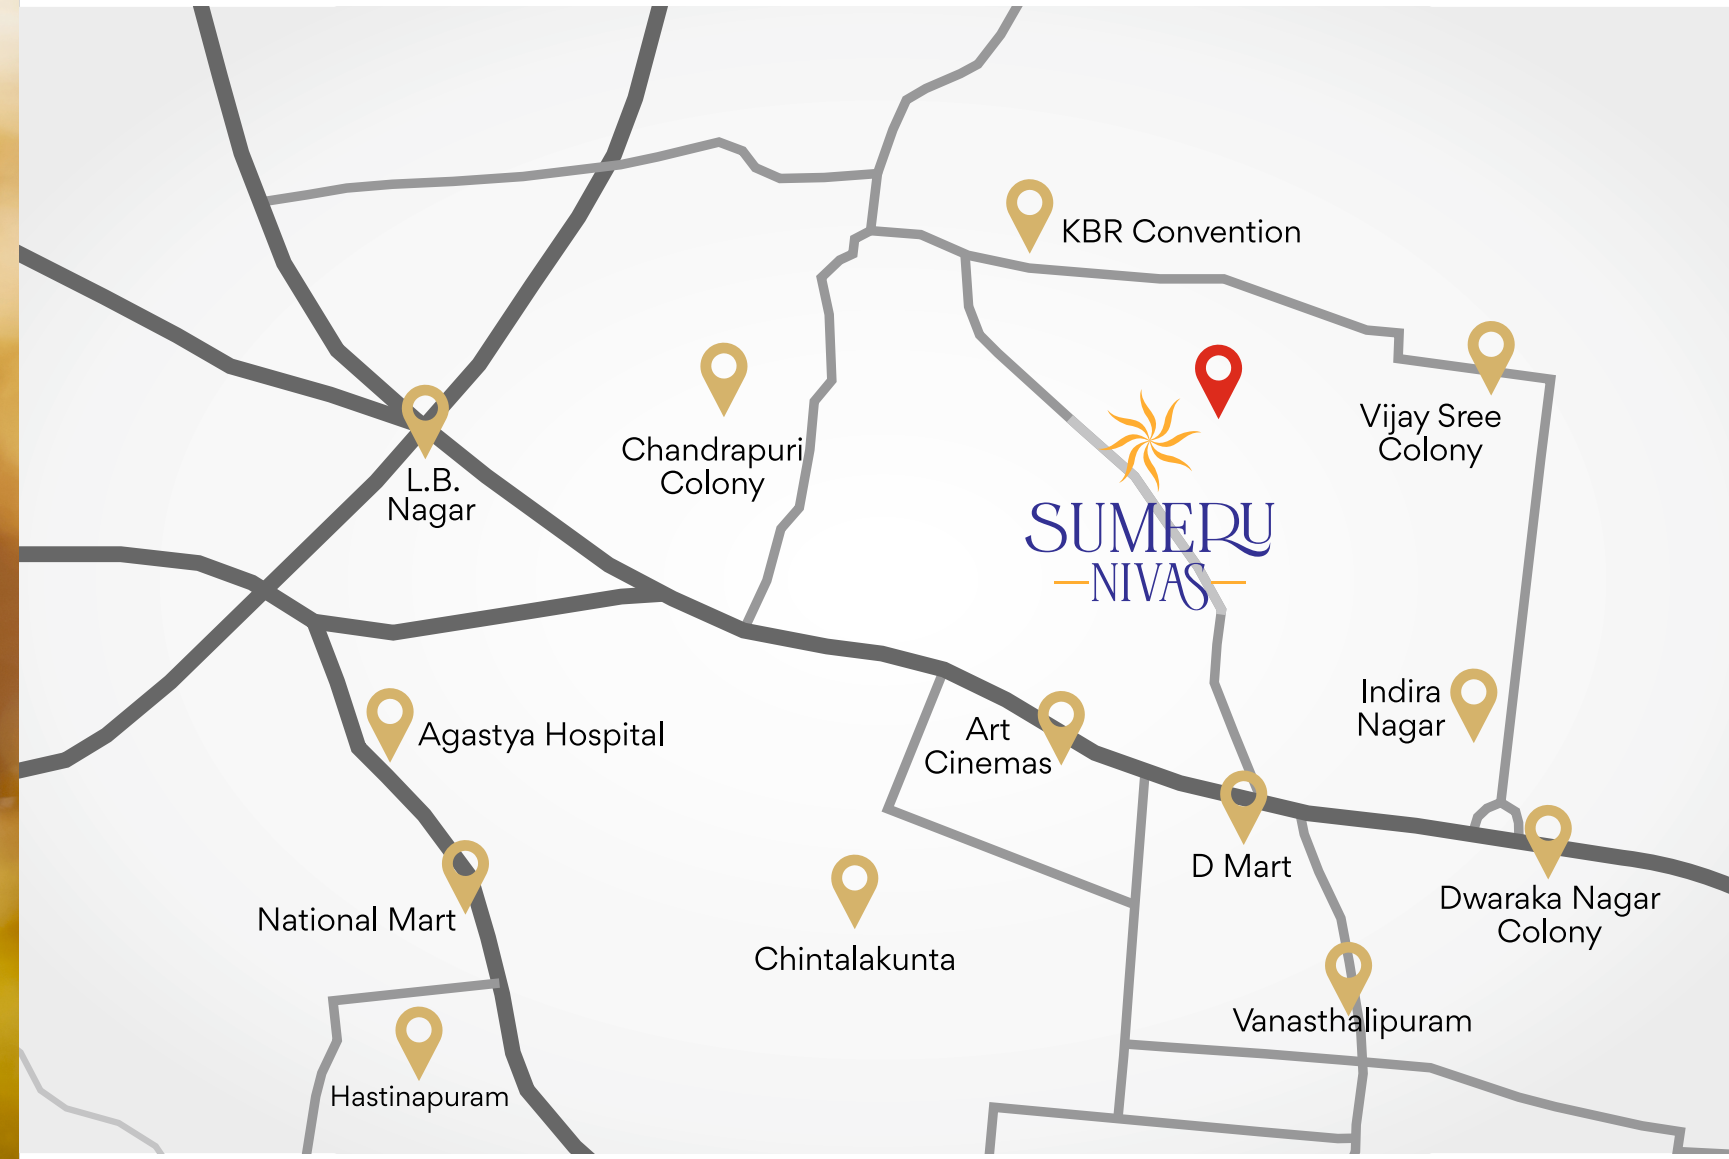 KBR Convention
Vijay Sree
Colony
Chandrapuri
Colony
L.B.
Nagar
SUMERU
NIVAS
Indira
Nagar
Art
Cinemas
Agastya Hospital
D Mart
Dwaraka Nagar
Colony
National Mart
Chintalakunta
Vanasthalipuram
Hastinapuram